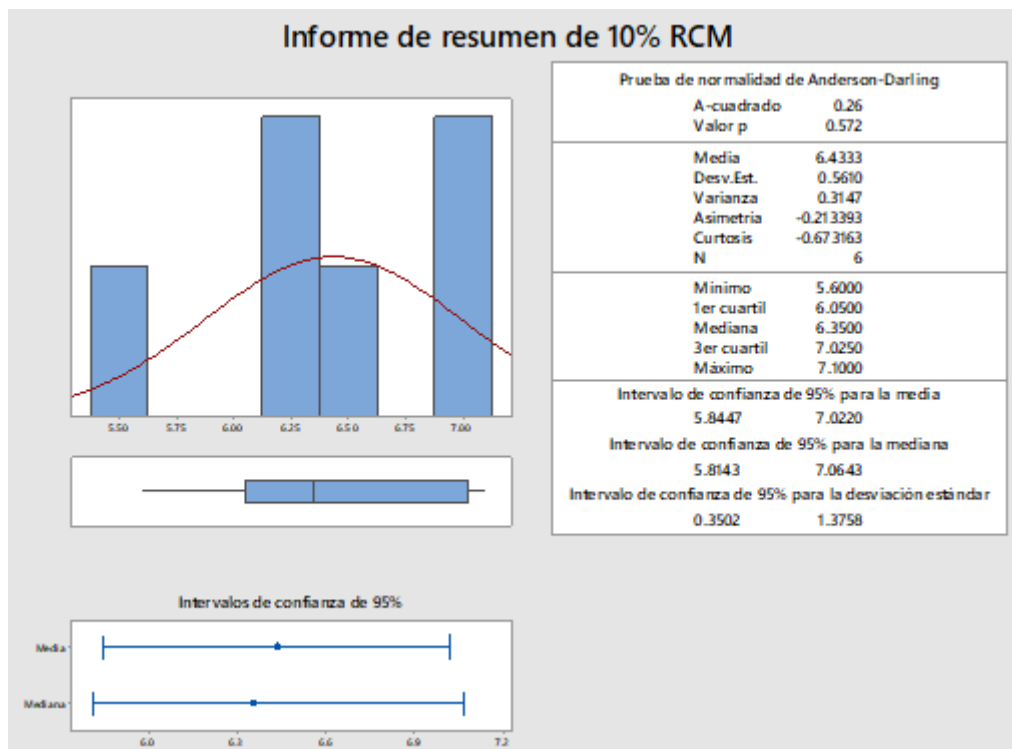 Informe de resumen de 10% RCM
Prueba de normalidad de Anderson-Darling
A-cuadrado 0.26
Valor p 0.572
Media 6.4333
Desv.Est. 0.5610
Varianza 0.3147
Asimetría -0.213393
Curtosis -0.673163
N 6
Mínimo 5.6000
1er cuartil 6.0500
Mediana 6.3500
3er cuartil 7.0250
Máximo 7.1000
Intervalo de confianza de 95% para la media
5.8447 7.0220
Intervalo de confianza de 95% para la mediana
5.8143 7.0643
Intervalo de confianza de 95% para la desviación estándar
0.3502 1.3758
5.50 5.75 6.00 6.25 6.50 6.75 7.00
Intervalos de confianza de 95%
Media
Mediana
6.0 6.3 6.6 6.9 7.2